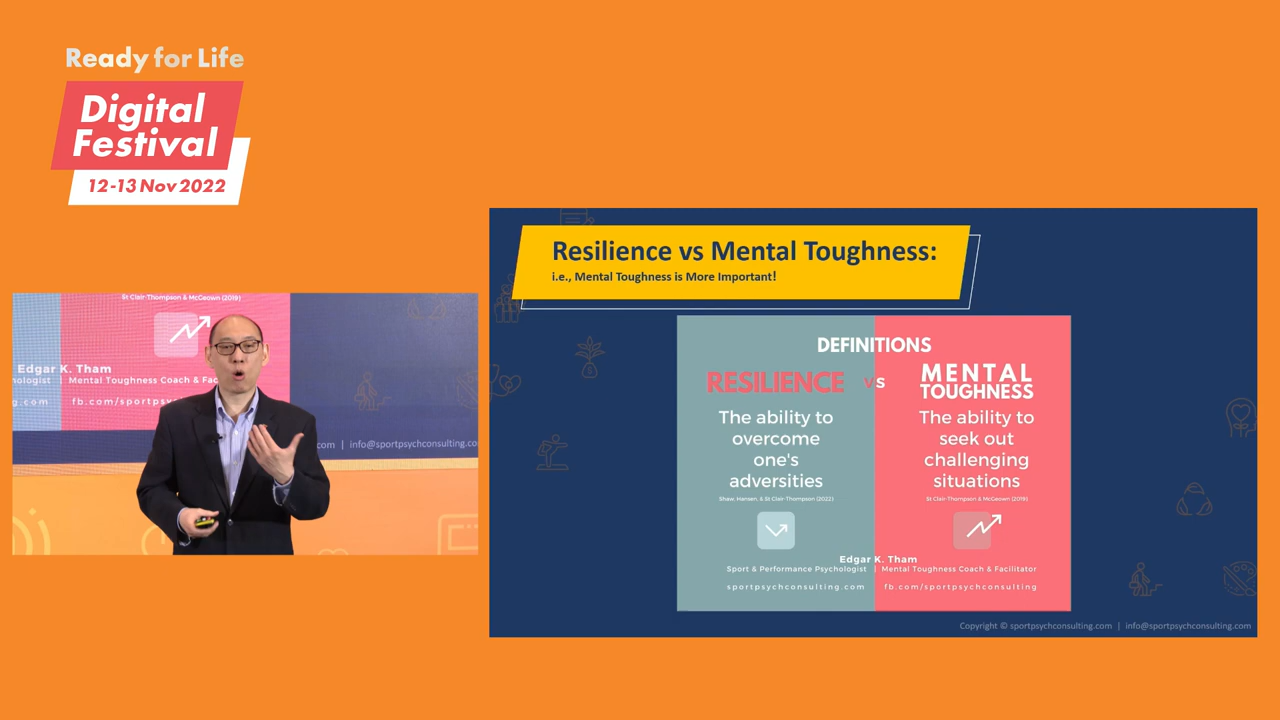 Ready for Life
Digital
Festival
12-13 Nov 2022
Resilience vs Mental Toughness:
i.e., Mental Toughness is More Important!
DEFINITIONS
RESILIENCE vs MENTAL TOUGHNESS
The ability to
overcome
one's
adversities
Shaw, Hansen, & St Clair-Thompson (2022)
The ability to
seek out
challenging
situations
St Clair-Thompson & McGeown (2019)
Edgar K. Tham
Sport & Performance Psychologist | Mental Toughness Coach & Facilitator
sportpsychconsulting.com fb.com/sportpsychconsulting
Copyright © sportpsychconsulting.com | info@sportpsychconsulting.com
St Clair-Thompson & McGeown (2019)
Edgar K. Tham
hologist | Mental Toughness Coach & Fac
g.com fb.com/sportpsyc
com | info@sportpsychconsulting.co